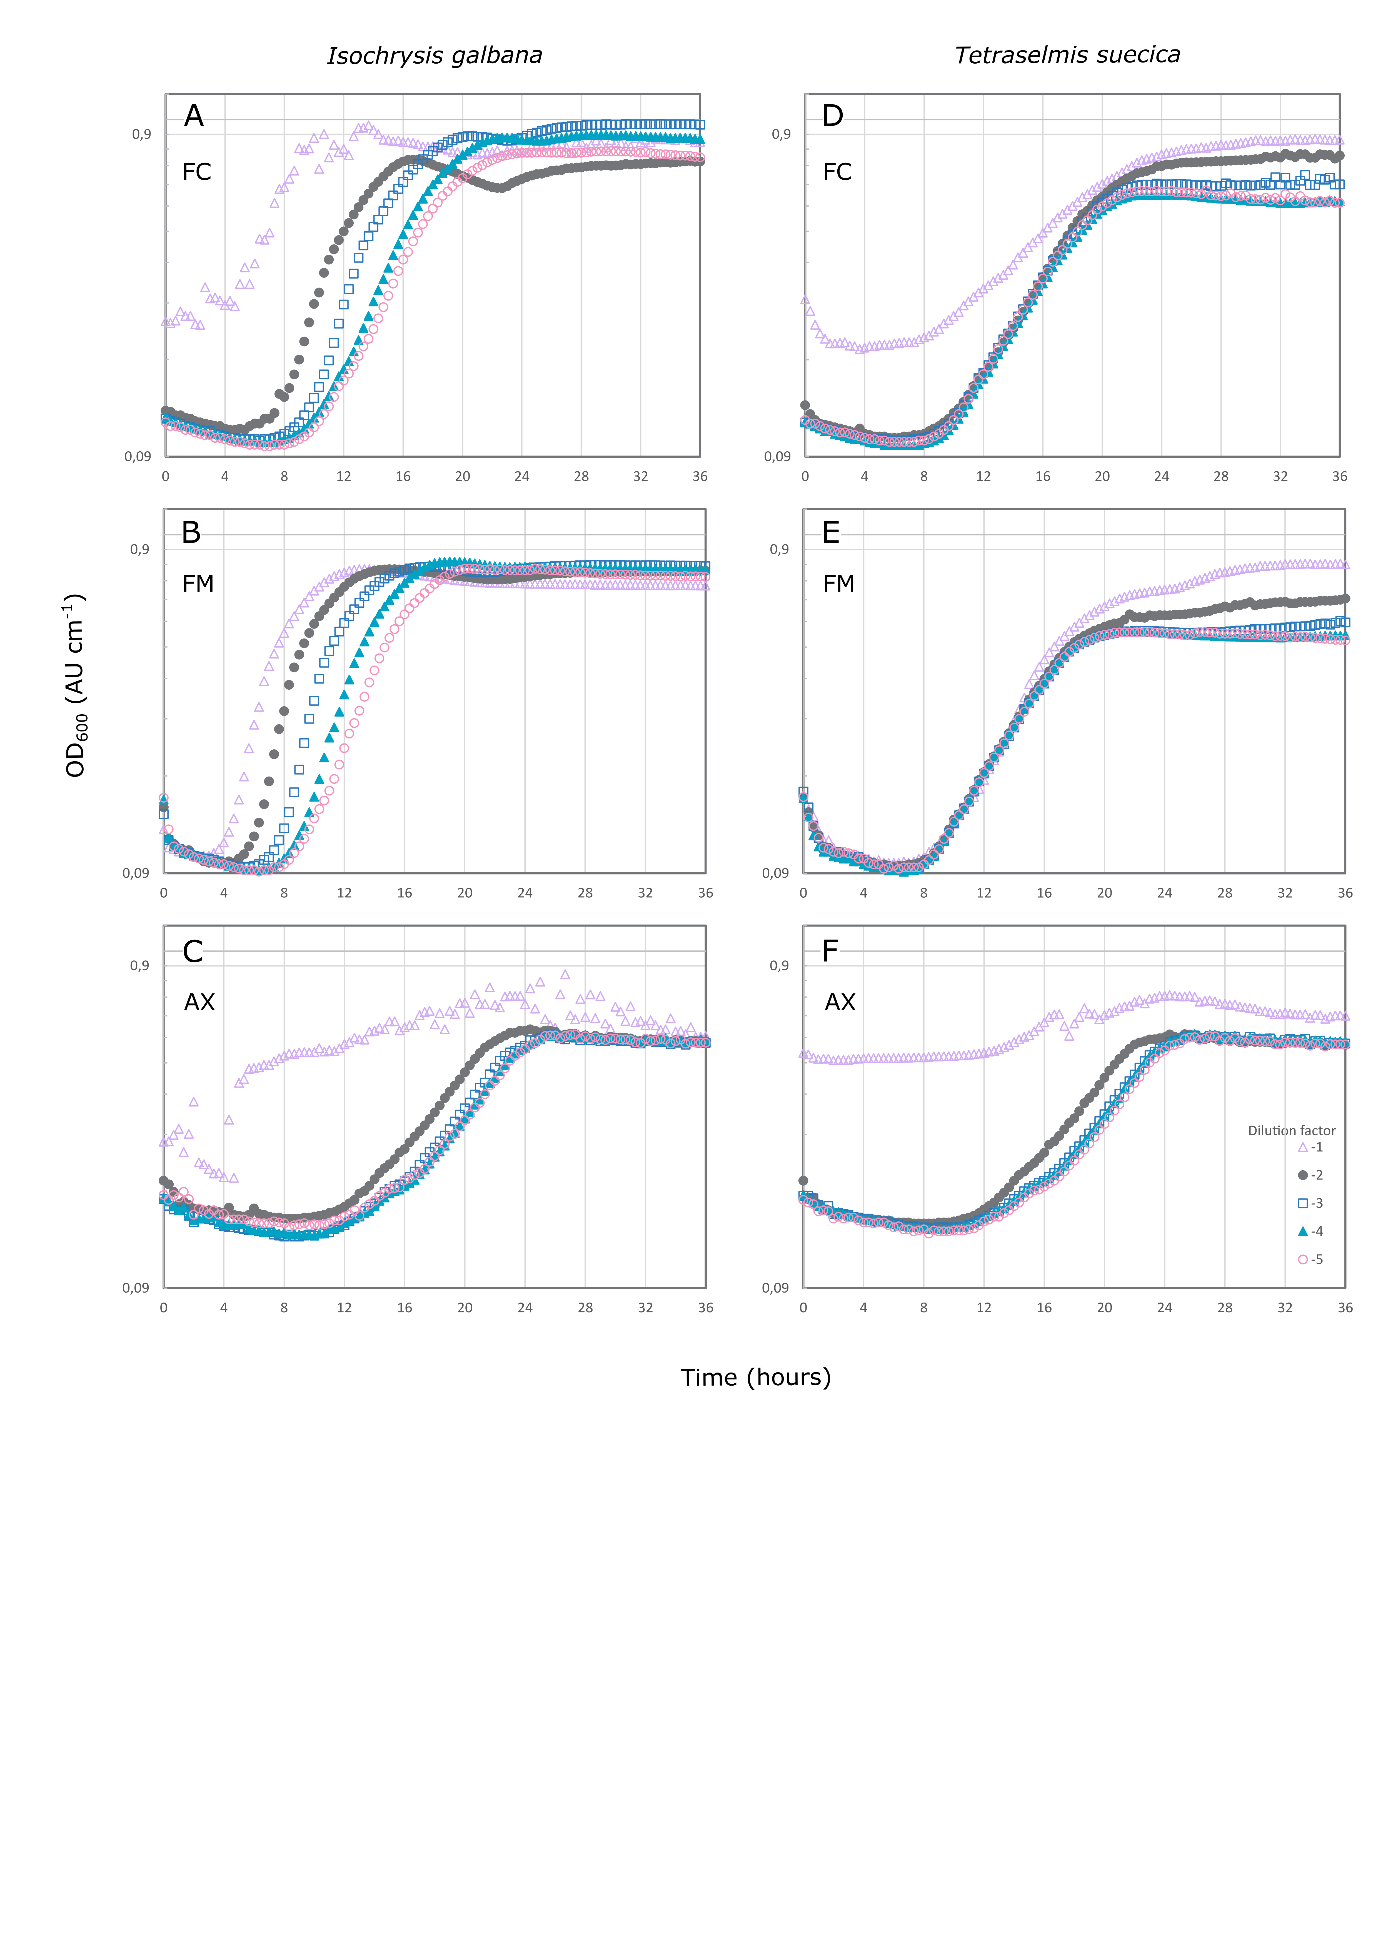 Isochrysis galbana
Tetraselmis suecica
A
FC
0,9
0,09
0 4 8 12 16 20 24 28 32 36
D
FC
0,9
0,09
0 4 8 12 16 20 24 28 32 36
B
FM
0,9
0,09
0 4 8 12 16 20 24 28 32 36
E
FM
0,9
0,09
0 4 8 12 16 20 24 28 32 36
OD600 (AU cm-1)
C
AX
0,9
0,09
0 4 8 12 16 20 24 28 32 36
F
AX
0,9
0,09
0 4 8 12 16 20 24 28 32 36
Dilution factor
-1
-2
-3
-4
-5
Time (hours)